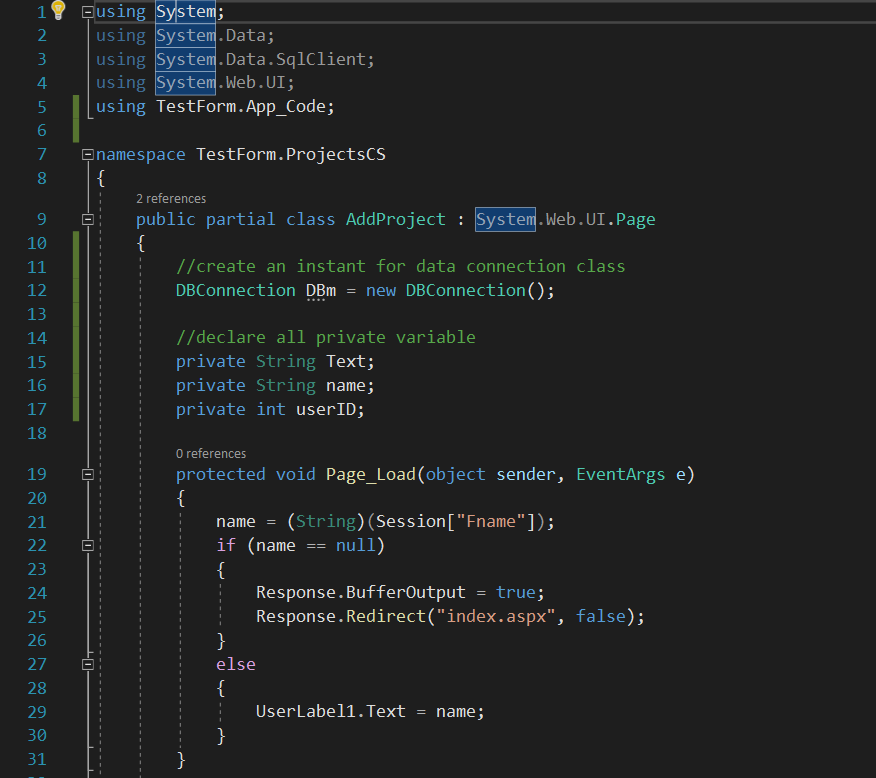 1 using System;
2 using System.Data;
3 using System.Data.SqlClient;
4 using System.Web.UI;
5 using TestForm.App_Code;
6
7 namespace TestForm.ProjectsCS
8 {
2 references
9 public partial class AddProject : System.Web.UI.Page
10 {
11 //create an instant for data connection class
12 DBConnection DBm = new DBConnection();
13
14 //declare all private variable
15 private String Text;
16 private String name;
17 private int userID;
18
0 references
19 protected void Page_Load(object sender, EventArgs e)
20 {
21 name = (String)(Session["Fname"]);
22 if (name == null)
23 {
24 Response.BufferOutput = true;
25 Response.Redirect("index.aspx", false);
26 }
27 else
28 {
29 UserLabel1.Text = name;
30 }
31 }